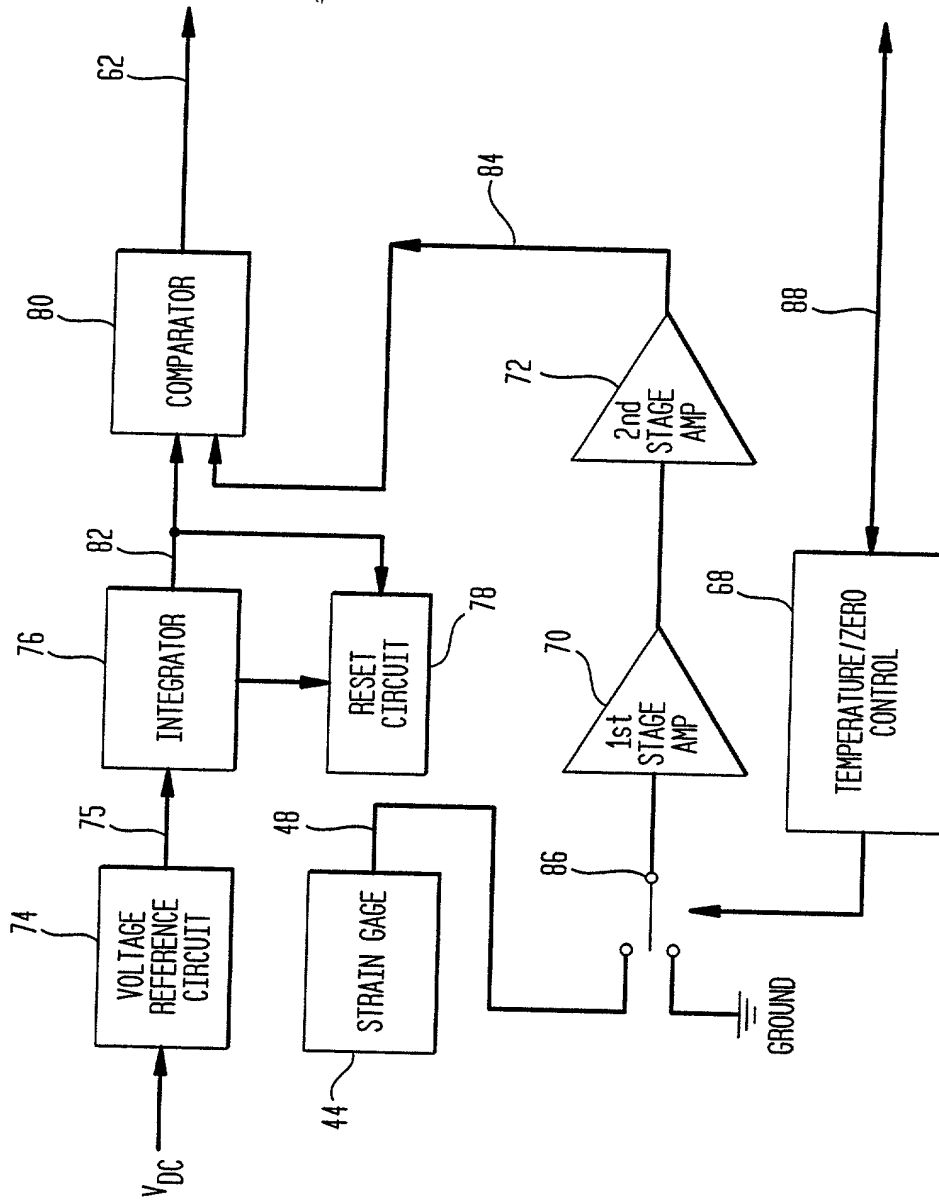 74
76
80
62
V DC
VOLTAGE
REFERENCE
CIRCUIT
75
INTEGRATOR
82
COMPARATOR
44
STRAIN GAGE
48
RESET
CIRCUIT
78
84
GROUND
86
70
1st
STAGE
AMP
72
2nd
STAGE
AMP
68
TEMPERATURE/ZERO
CONTROL
88